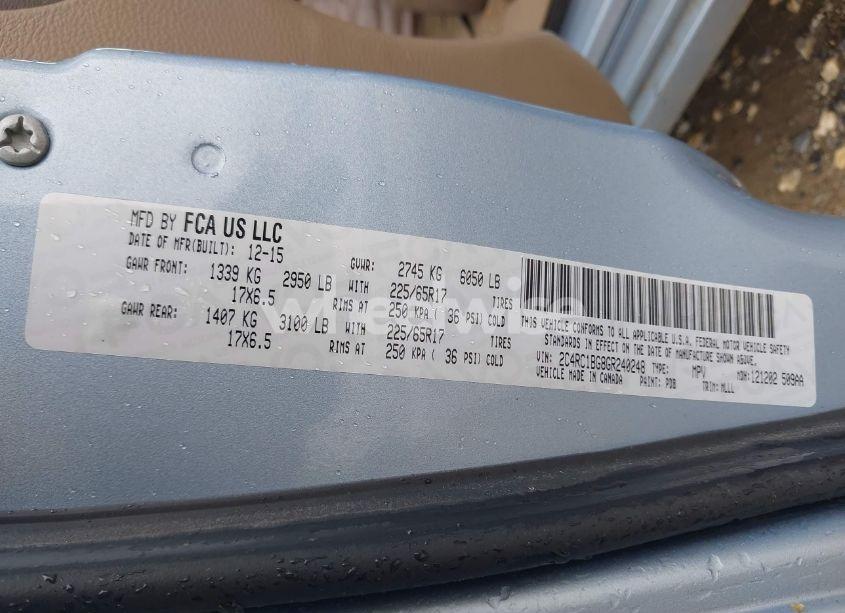 MFD BY FCA US LLC
DATE OF MFR(BUILT): 12-15 GVWR: 2745 KG 6050 LB
GAWR FRONT: 1339 KG 2950 LB WITH 225/65R17 TIRES
17X6.5 RIMS AT 250 KPA ( 36 PSI) COLD
GAWR REAR: 1407 KG 3100 LB WITH 225/65R17 TIRES
17X6.5 RIMS AT 250 KPA ( 36 PSI) COLD
THIS VEHICLE CONFORMS TO ALL APPLICABLE U.S.A. FEDERAL MOTOR VEHICLE SAFETY
STANDARDS IN EFFECT ON THE DATE OF MANUFACTURE SHOWN ABOVE.
VIN: 2C4RC1BG8GR240248 TYPE: MPV MDH:121202 509AA
VEHICLE MADE IN CANADA PAINT: PDB TRIM: MLLL